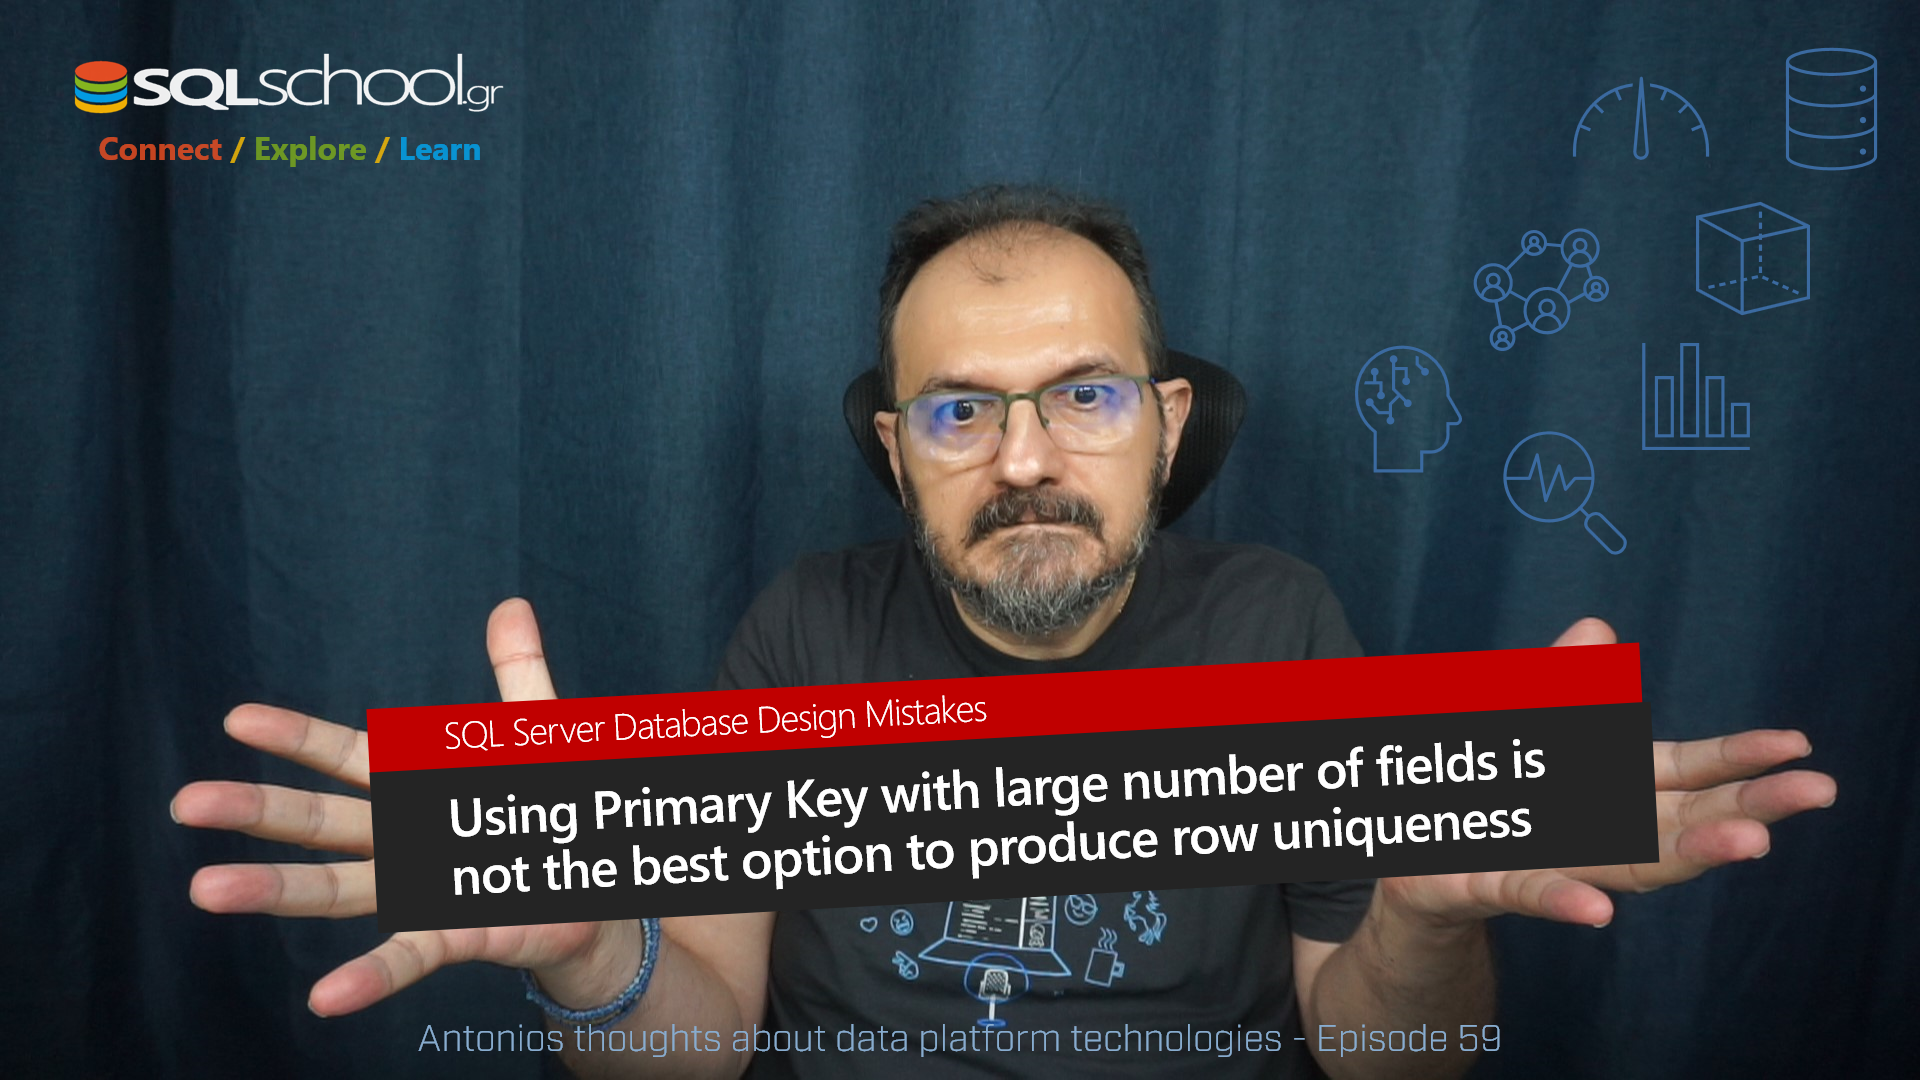 SQLschool.gr
Connect / Explore / Learn
SQL Server Database Design Mistakes
Using Primary Key with large number of fields is
not the best option to produce row uniqueness
Antonios thoughts about data platform technologies - Episode 59